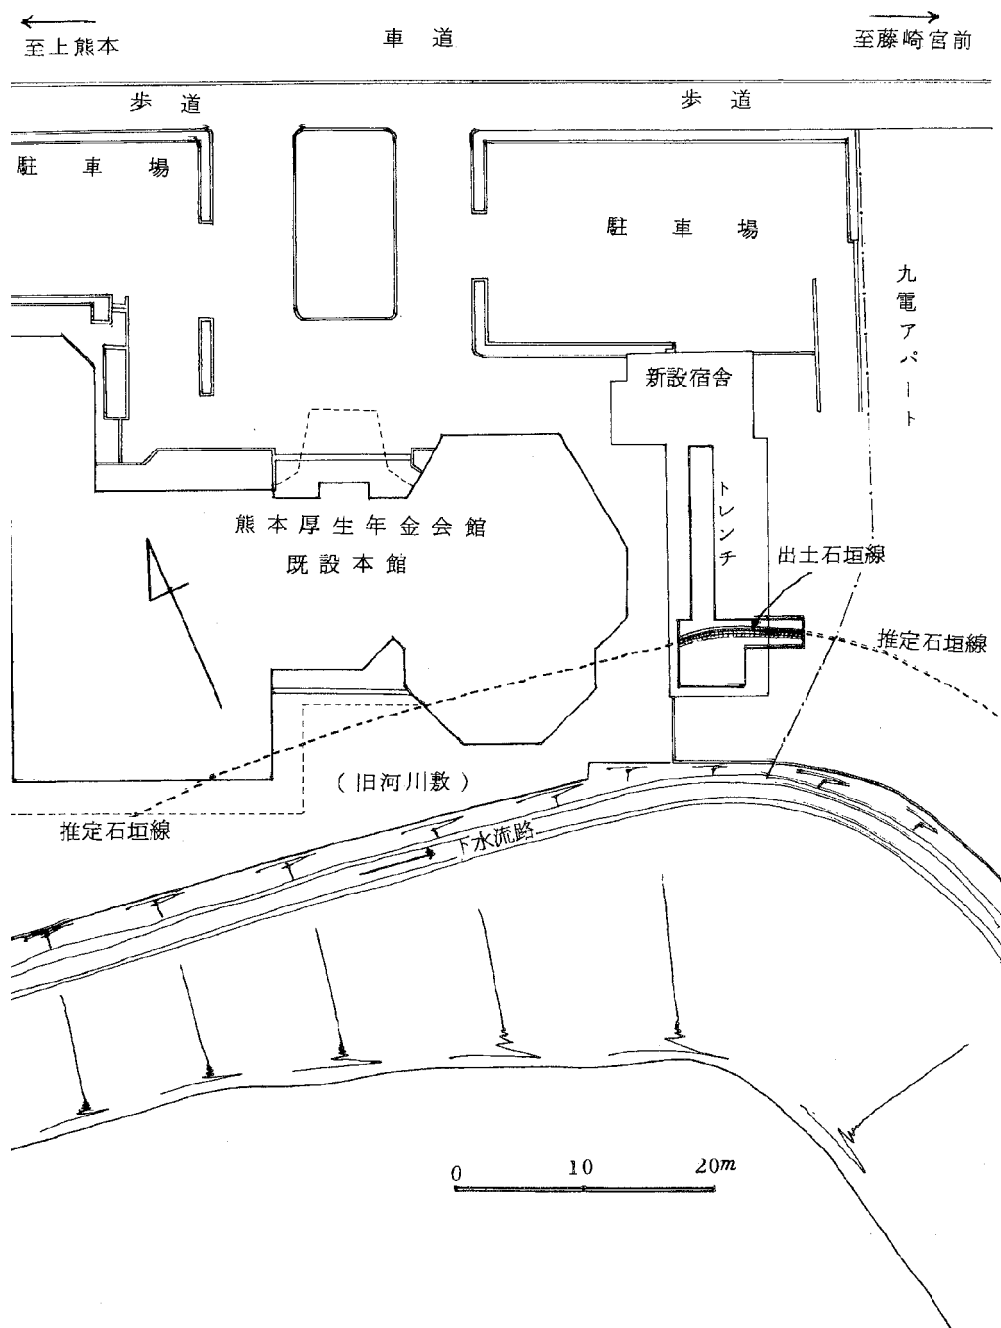 至上熊本
車道
至藤崎宮前
歩道
歩道
駐車場
駐車場
九電アパート
新設宿舎
トレンチ
熊本厚生年金会館
既設本館
出土石垣線
推定石垣線
(旧河川敷)
推定石垣線
下水流路
0 10 20m